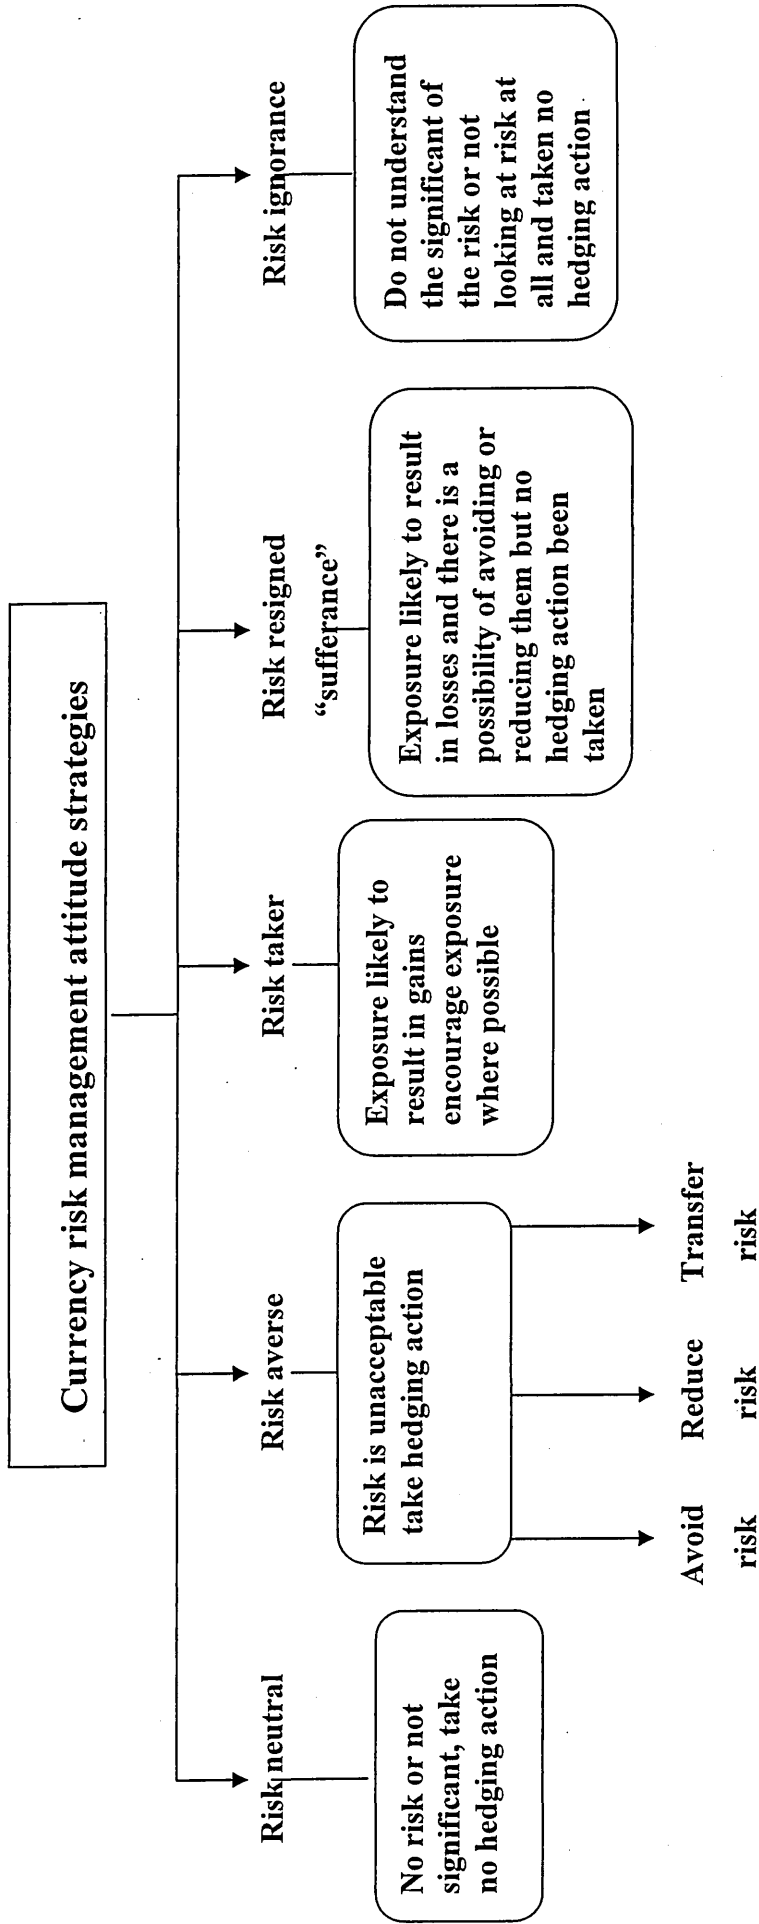 Currency risk management attitude strategies
Risk neutral
No risk or not
significant, take
no hedging action
Risk averse
Risk is unacceptable
take hedging action
Avoid
risk
Reduce
risk
Transfer
risk
Risk taker
Exposure likely to
result in gains
encourage exposure
where possible
Risk resigned
“sufferance”
Exposure likely to result
in losses and there is a
possibility of avoiding or
reducing them but no
hedging action been
taken
Risk ignorance
Do not understand
the significant of
the risk or not
looking at risk at
all and taken no
hedging action